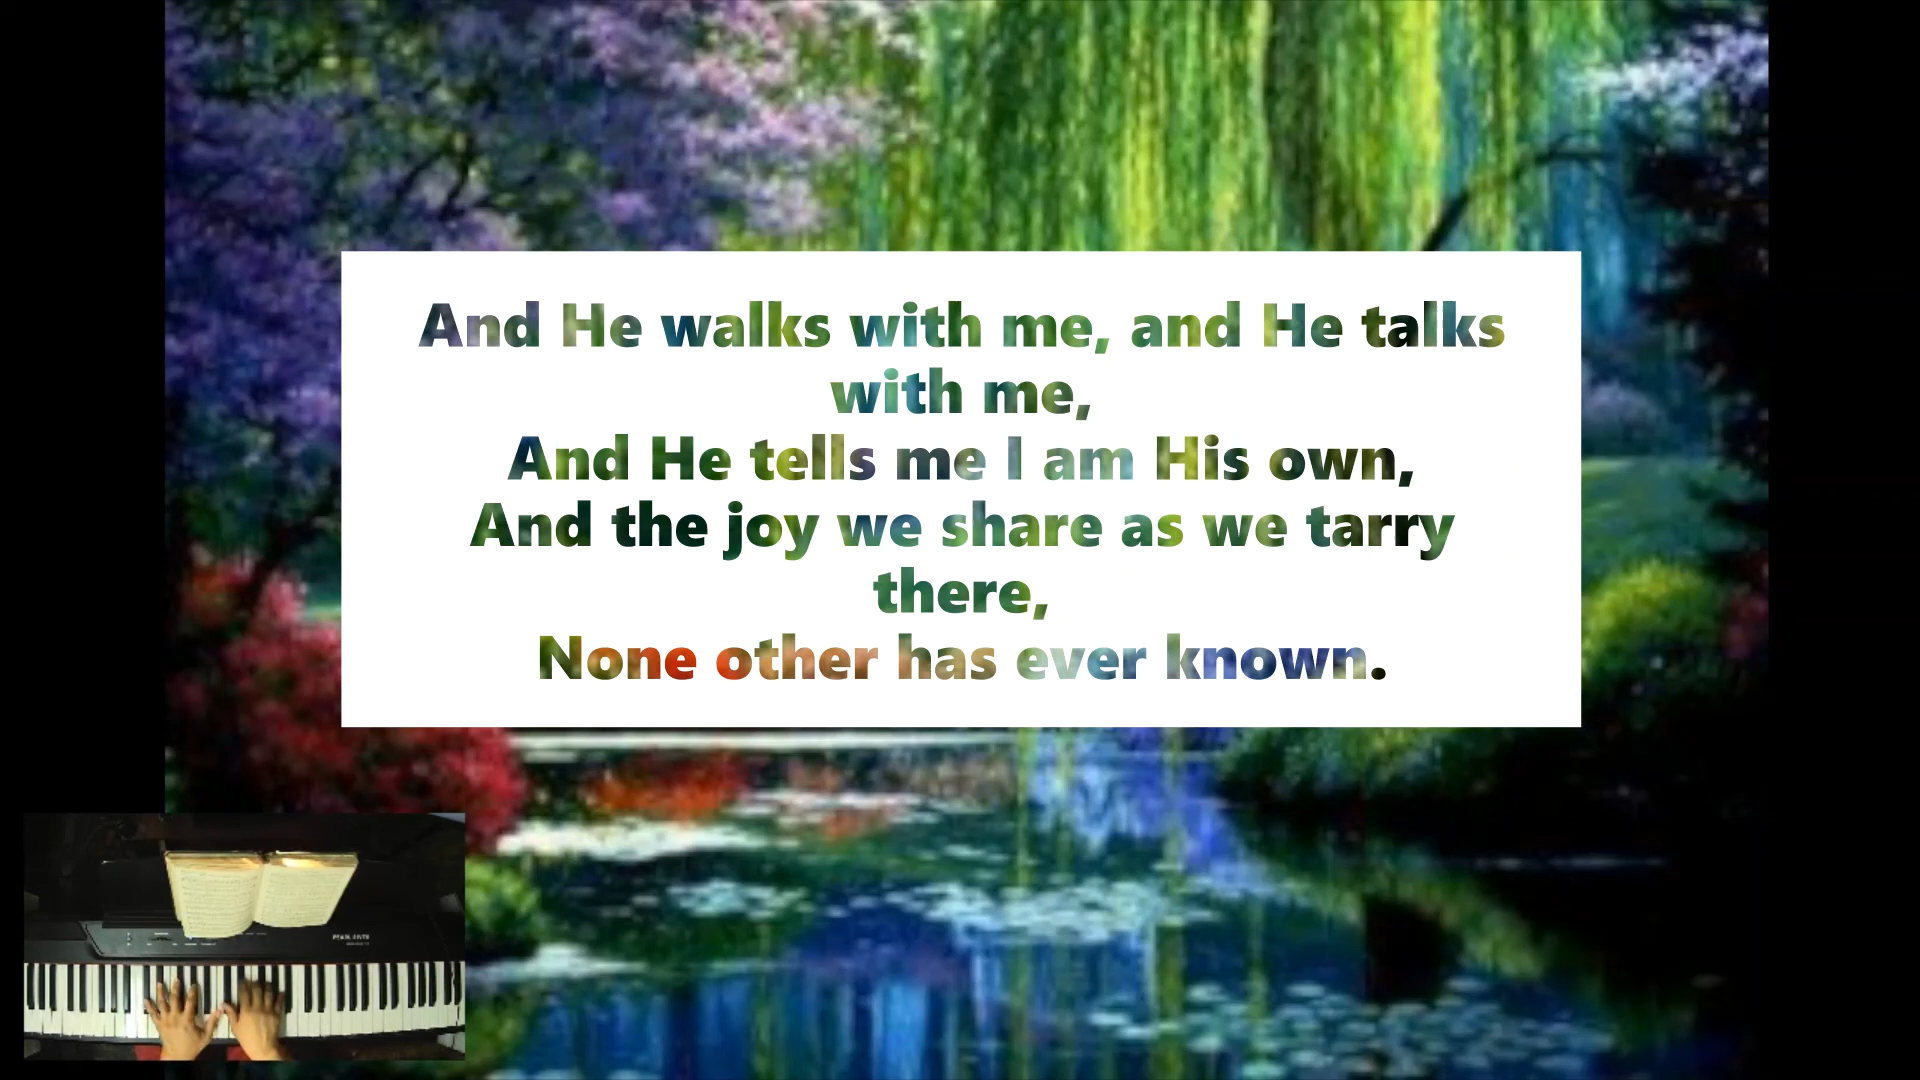 And He walks with me, and He talks
with me,
And He tells me I am His own,
And the joy we share as we tarry
there,
None other has ever known.